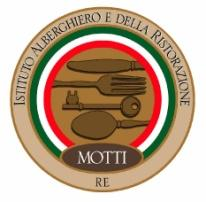 ISTITUTO ALBERGHIERO E DELLA RISTORAZIONE
MOTTI
RE